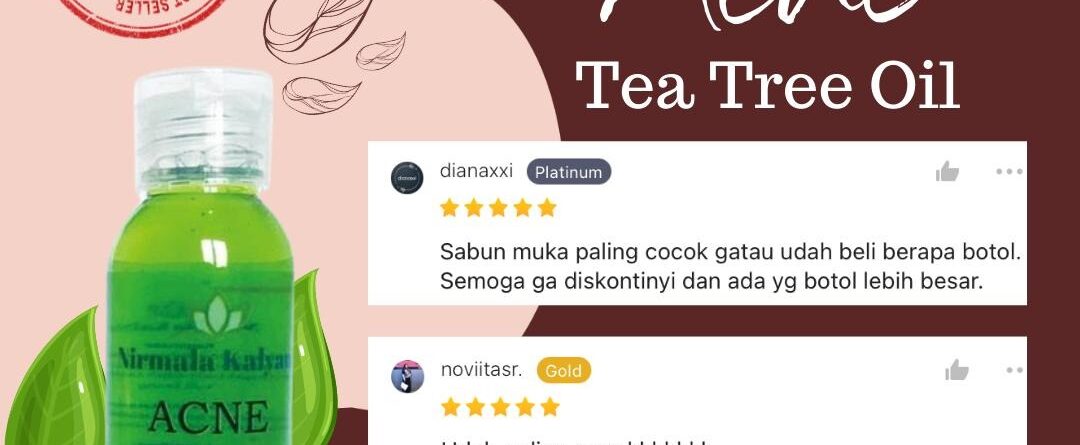 SELLER
Acne
Tea Tree Oil
dianaxxi Platinum
Sabun muka paling cocok gatau udah beli berapa botol.
Semoga ga diskontinyi dan ada yg botol lebih besar.
noviitasr. Gold
Nirmala Kalyan
ACNE